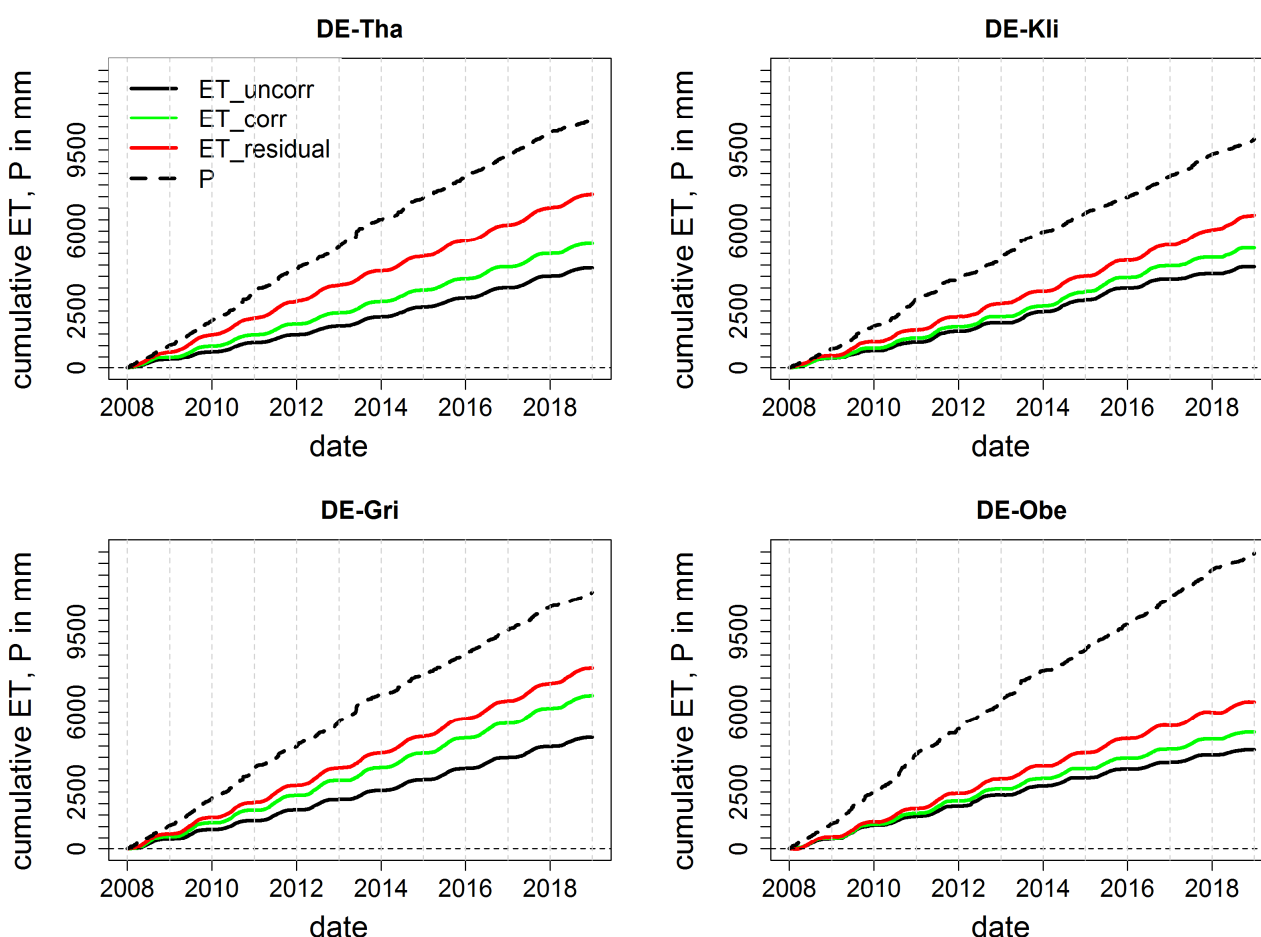 DE-Tha
cumulative ET, P in mm
0 2500 6000 9500
ET_uncorr
ET_corr
ET_residual
P
2008 2010 2012 2014 2016 2018
date
DE-Kli
cumulative ET, P in mm
0 2500 6000 9500
2008 2010 2012 2014 2016 2018
date
DE-Gri
cumulative ET, P in mm
0 2500 6000 9500
2008 2010 2012 2014 2016 2018
date
DE-Obe
cumulative ET, P in mm
0 2500 6000 9500
2008 2010 2012 2014 2016 2018
date